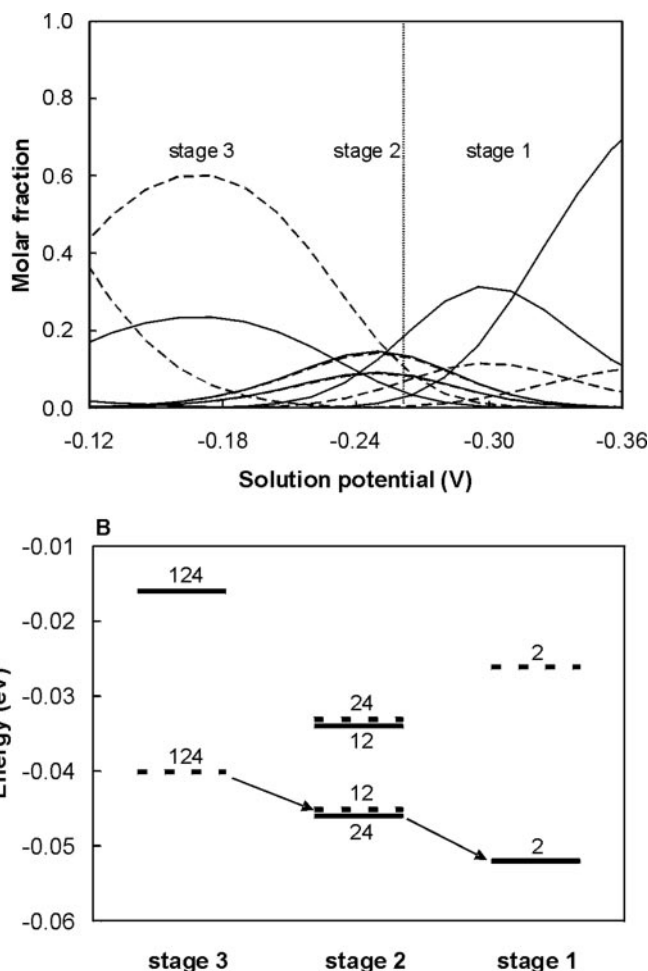 1.0
0.8
0.6
0.4
0.2
0.0
Molar fraction
stage 3 stage 2 stage 1
-0.12 -0.18 -0.24 -0.30 -0.36
Solution potential (V)
B
-0.01
-0.02
-0.03
-0.04
-0.05
-0.06
Energy (eV)
124
2
24
12
124
12
24
2
stage 3 stage 2 stage 1